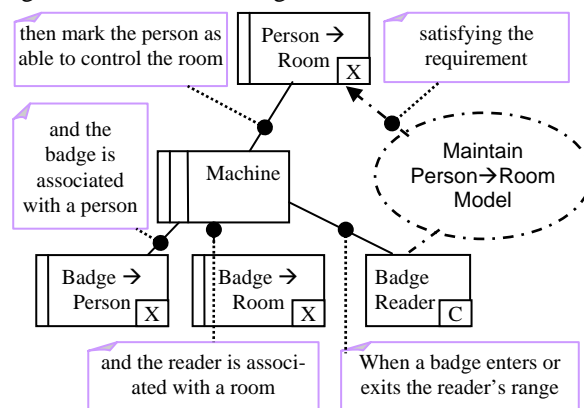 then mark the person as
able to control the room
Person →
Room
X
satisfying the
requirement
and the
badge is
associated
with a person
Machine
Maintain
Person→Room
Model
Badge →
Person
X
Badge →
Room
X
Badge
Reader
C
and the reader is associ-
ated with a room
When a badge enters or
exits the reader's range